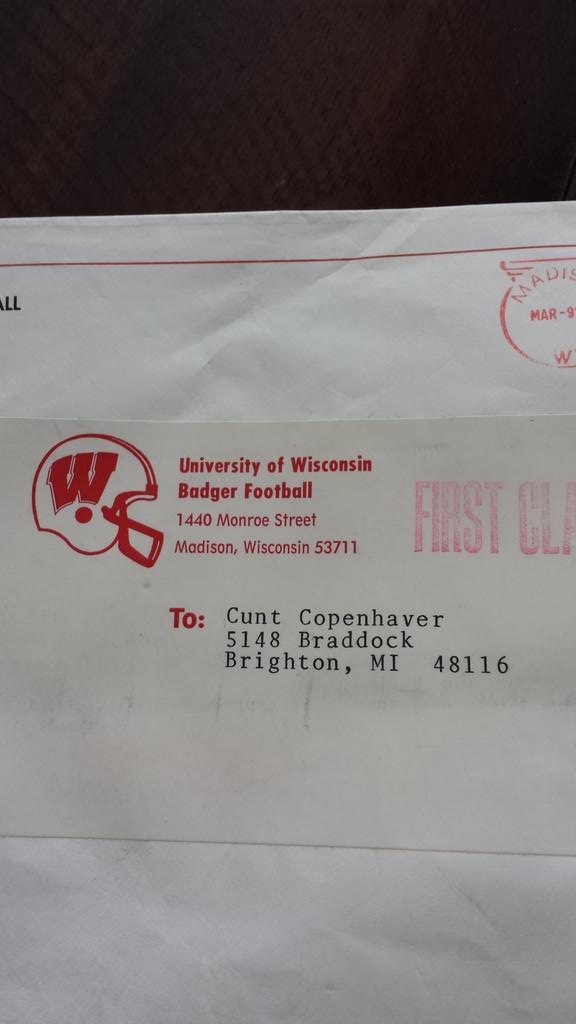 ALL
MADIS
MAR-9
W
W
University of Wisconsin
Badger Football
1440 Monroe Street
Madison, Wisconsin 53711
FIRST CLA
To: Cunt Copenhaver
5148 Braddock
Brighton, MI 48116